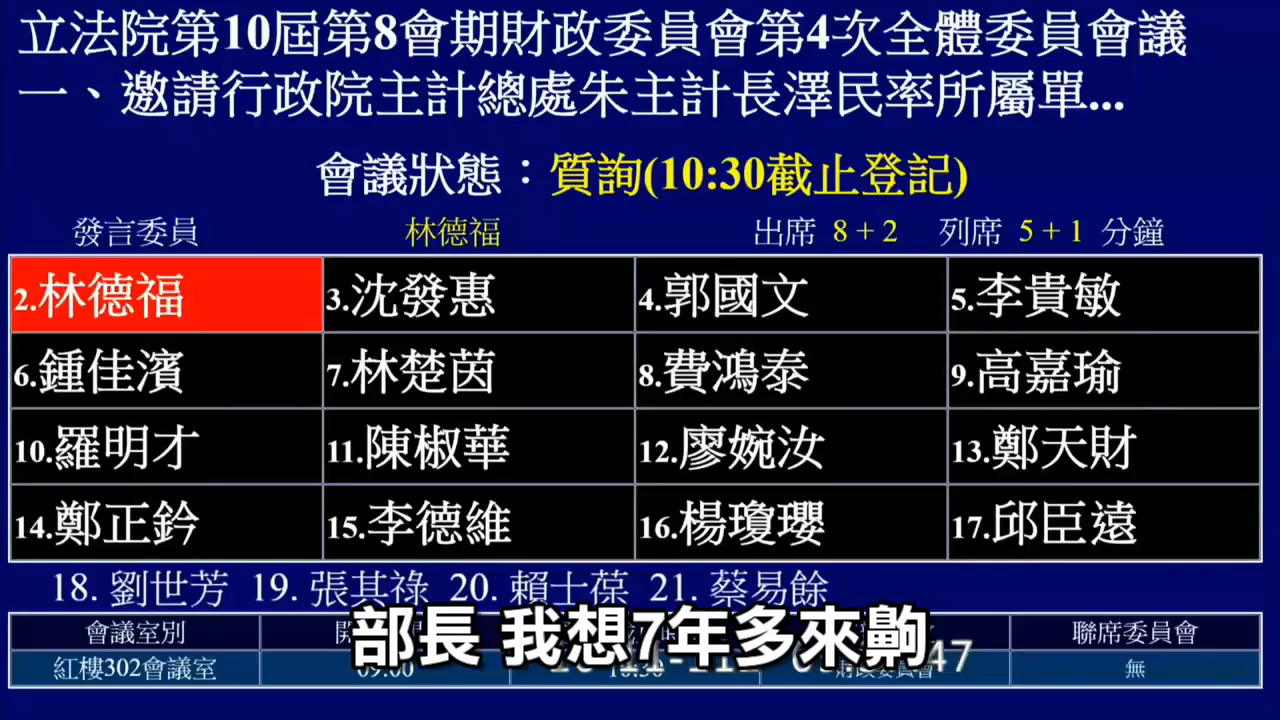 立法院第10屆第8會期財政委員會第4次全體委員會議
一、邀請行政院主計總處朱主計長澤民率所屬單...
會議狀態：質詢(10:30截止登記)
發言委員 林德福 出席 8 + 2 列席 5 + 1 分鐘
2.林德福 3.沈發惠 4.郭國文 5.李貴敏
6.鍾佳濱 7.林楚茵 8.費鴻泰 9.高嘉瑜
10.羅明才 11.陳椒華 12.廖婉汝 13.鄭天財
14.鄭正鈐 15.李德維 16.楊瓊瓔 17.邱臣遠
18. 劉世芳 19. 張其祿 20. 賴士葆 21. 蔡易餘
會議室別 聯席委員會
部長 我想7年多來齁
紅樓302會議室 09:00 10:30 財政委員會 無